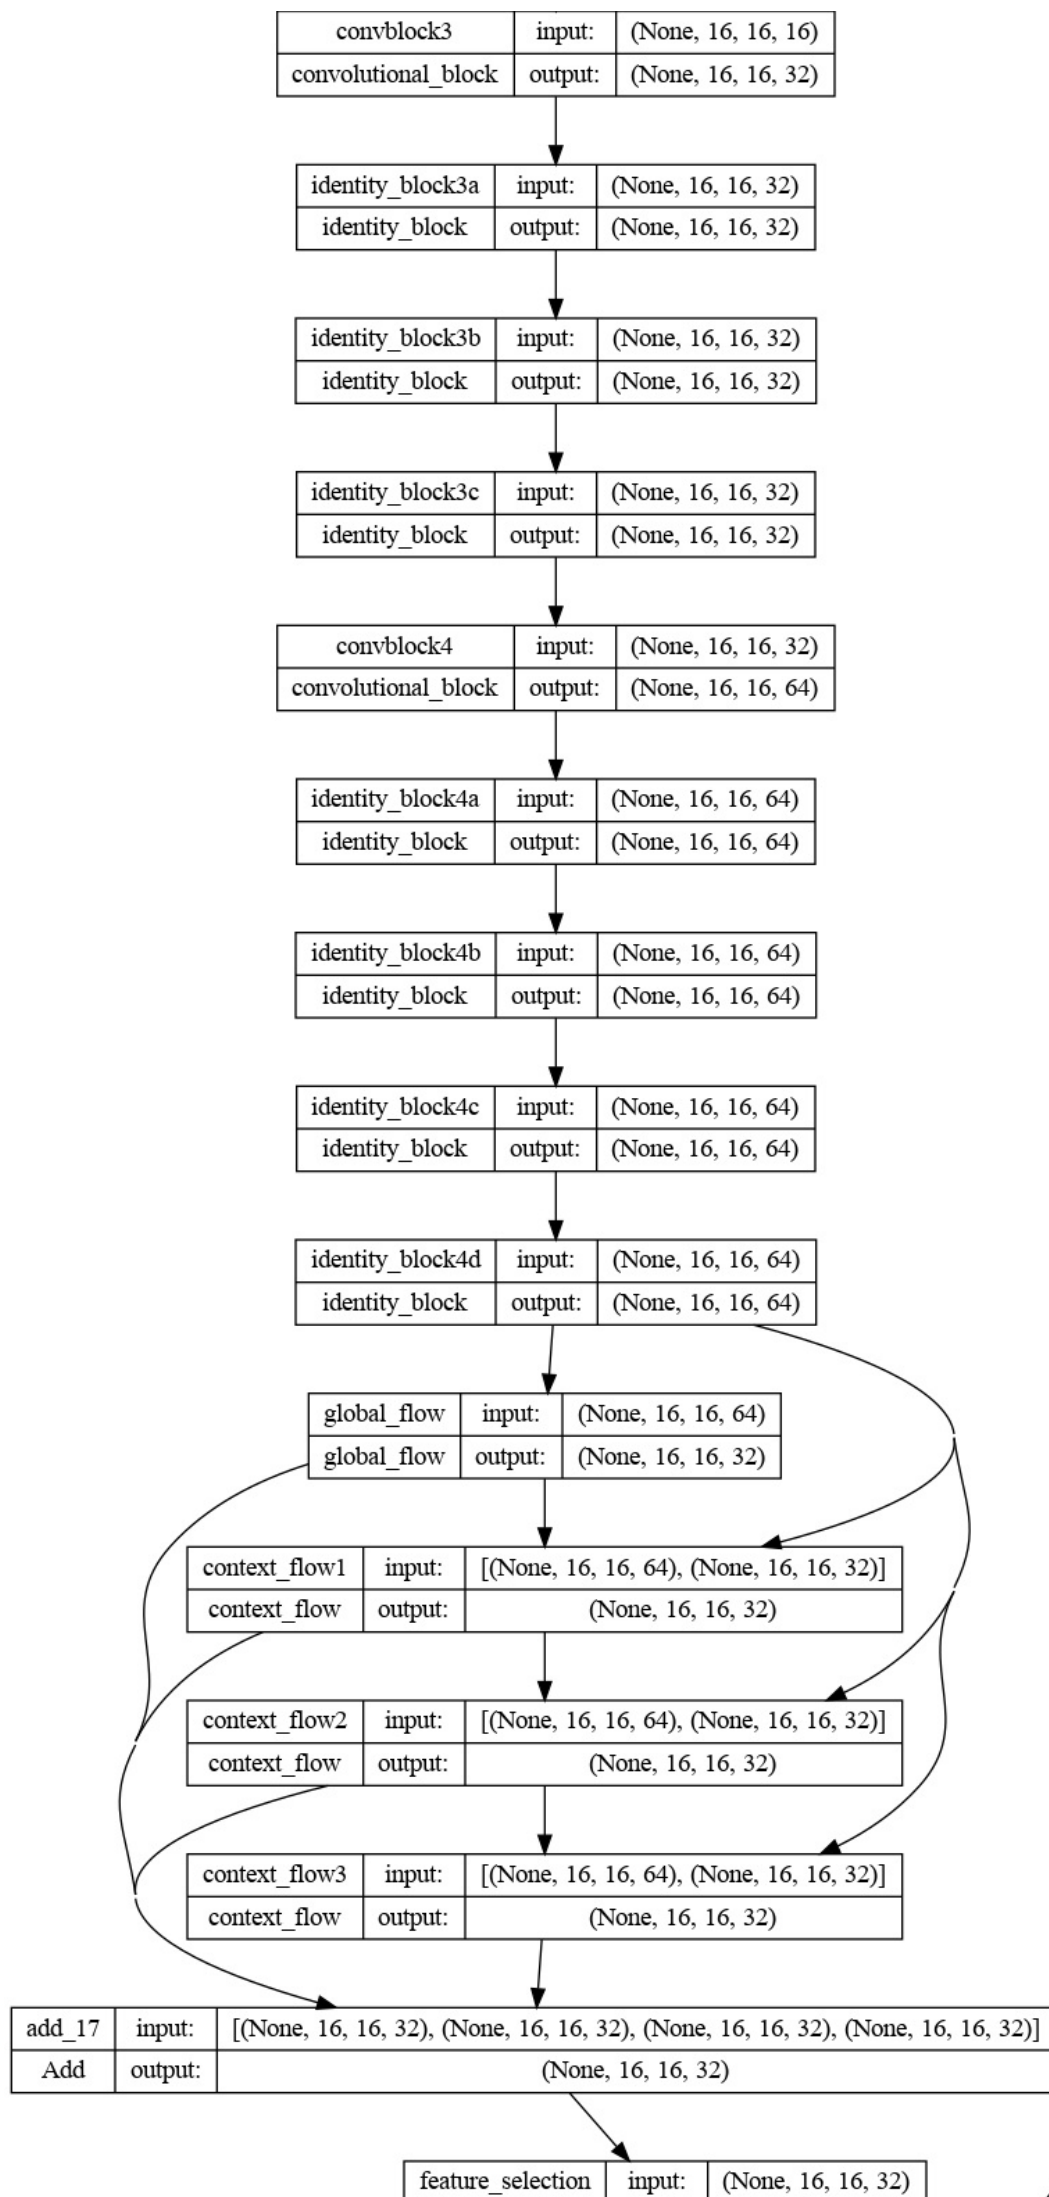 convblock3 input: (None, 16, 16, 16)
convolutional_block output: (None, 16, 16, 32)
identity_block3a input: (None, 16, 16, 32)
identity_block output: (None, 16, 16, 32)
identity_block3b input: (None, 16, 16, 32)
identity_block output: (None, 16, 16, 32)
identity_block3c input: (None, 16, 16, 32)
identity_block output: (None, 16, 16, 32)
convblock4 input: (None, 16, 16, 32)
convolutional_block output: (None, 16, 16, 64)
identity_block4a input: (None, 16, 16, 64)
identity_block output: (None, 16, 16, 64)
identity_block4b input: (None, 16, 16, 64)
identity_block output: (None, 16, 16, 64)
identity_block4c input: (None, 16, 16, 64)
identity_block output: (None, 16, 16, 64)
identity_block4d input: (None, 16, 16, 64)
identity_block output: (None, 16, 16, 64)
global_flow input: (None, 16, 16, 64)
global_flow output: (None, 16, 16, 32)
context_flow1 input: [(None, 16, 16, 64), (None, 16, 16, 32)]
context_flow output: (None, 16, 16, 32)
context_flow2 input: [(None, 16, 16, 64), (None, 16, 16, 32)]
context_flow output: (None, 16, 16, 32)
context_flow3 input: [(None, 16, 16, 64), (None, 16, 16, 32)]
context_flow output: (None, 16, 16, 32)
add_17 input: [(None, 16, 16, 32), (None, 16, 16, 32), (None, 16, 16, 32), (None, 16, 16, 32)]
Add output: (None, 16, 16, 32)
feature_selection input: (None, 16, 16, 32)